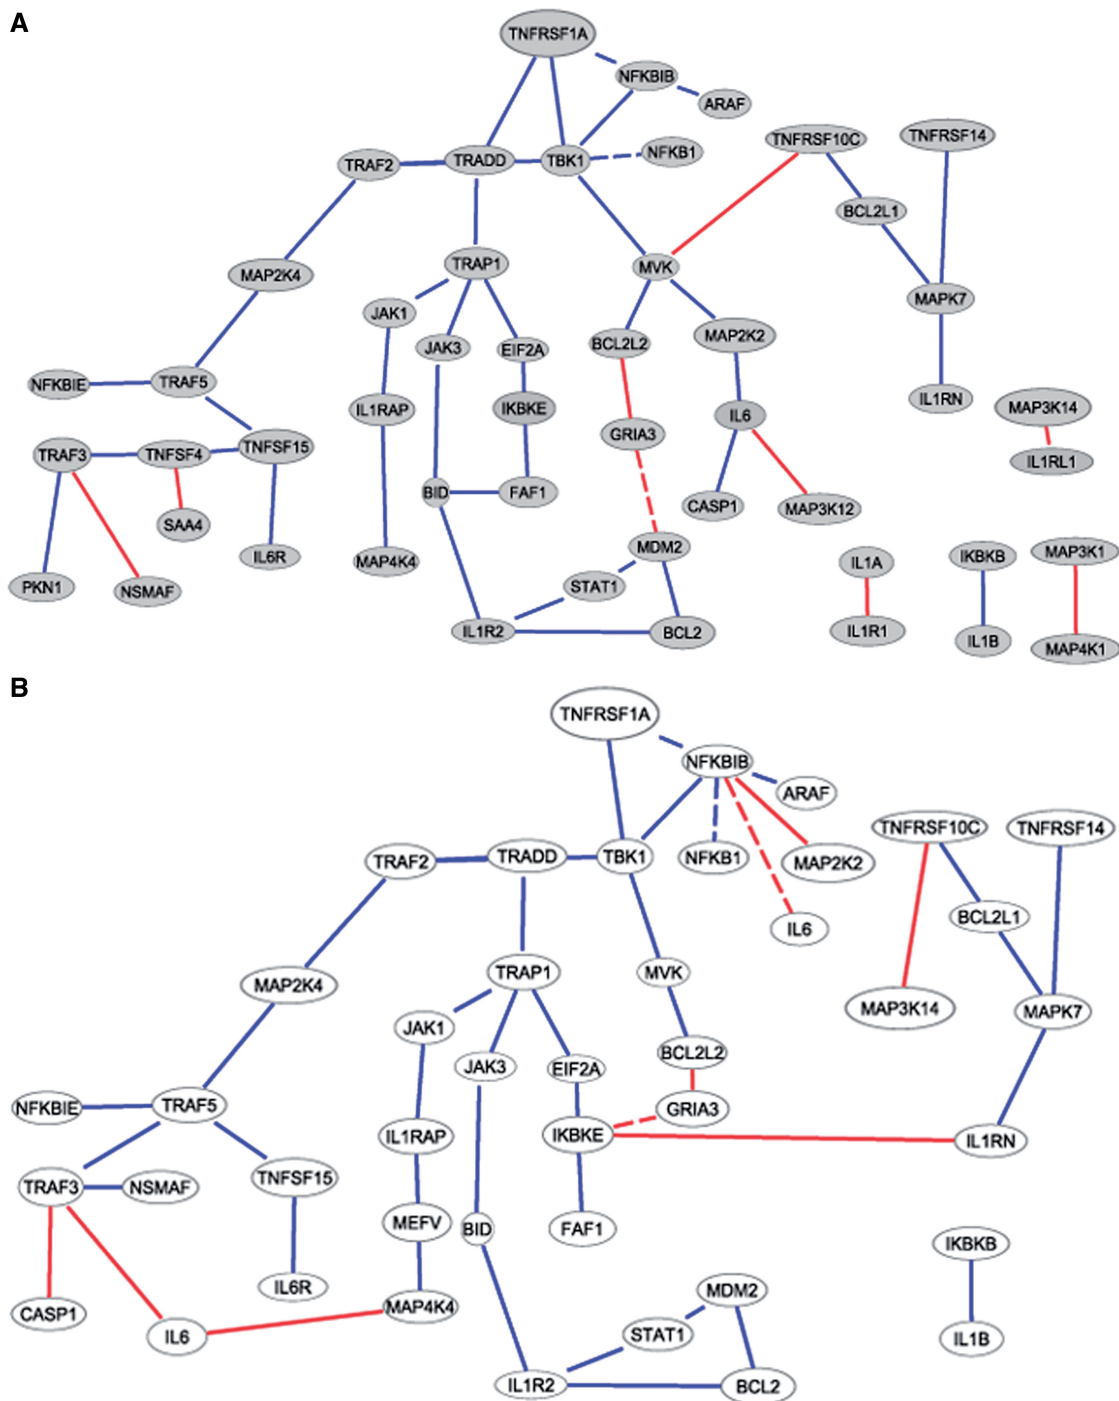 A
TNFRSF1A
NFKBIB
ARAF
TNFRSF10C
TNFRSF14
TRAF2
TRADD
TBK1
NFKB1
BCL2L1
MAP2K4
TRAP1
MVK
MAPK7
JAK1
JAK3
EIF2A
BCL2L2
MAP2K2
NFKBIE
TRAF5
IL1RAP
IKBKE
GRIA3
IL6
IL1RN
MAP3K14
IL1RL1
TRAF3
TNFSF4
TNFSF15
BID
FAF1
CASP1
MAP3K12
SAA4
IL6R
MAP4K4
MDM2
IL1A
IKBKB
MAP3K1
PKN1
NSMAF
STAT1
IL1R2
BCL2
IL1R1
IL1B
MAP4K1
B
TNFRSF1A
NFKBIB
ARAF
TNFRSF10C
TNFRSF14
TRAF2
TRADD
TBK1
NFKB1
MAP2K2
BCL2L1
IL6
MAP2K4
TRAP1
MVK
MAP3K14
MAPK7
JAK1
JAK3
EIF2A
BCL2L2
NFKBIE
TRAF5
GRIA3
IL1RAP
IKBKE
IL1RN
TRAF3
NSMAF
TNFSF15
MEFV
BID
FAF1
IKBKB
IL6R
MDM2
CASP1
IL6
MAP4K4
STAT1
IL1B
IL1R2
BCL2